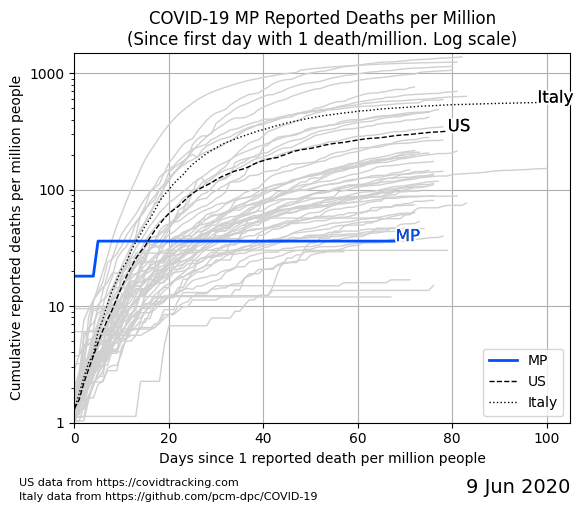 COVID-19 MP Reported Deaths per Million
(Since first day with 1 death/million. Log scale)
Cumulative reported deaths per million people
1000
100
10
1
Italy
US
MP
MP
US
Italy
0
20
40
60
80
100
Days since 1 reported death per million people
US data from https://covidtracking.com
Italy data from https://github.com/pcm-dpc/COVID-19
9 Jun 2020